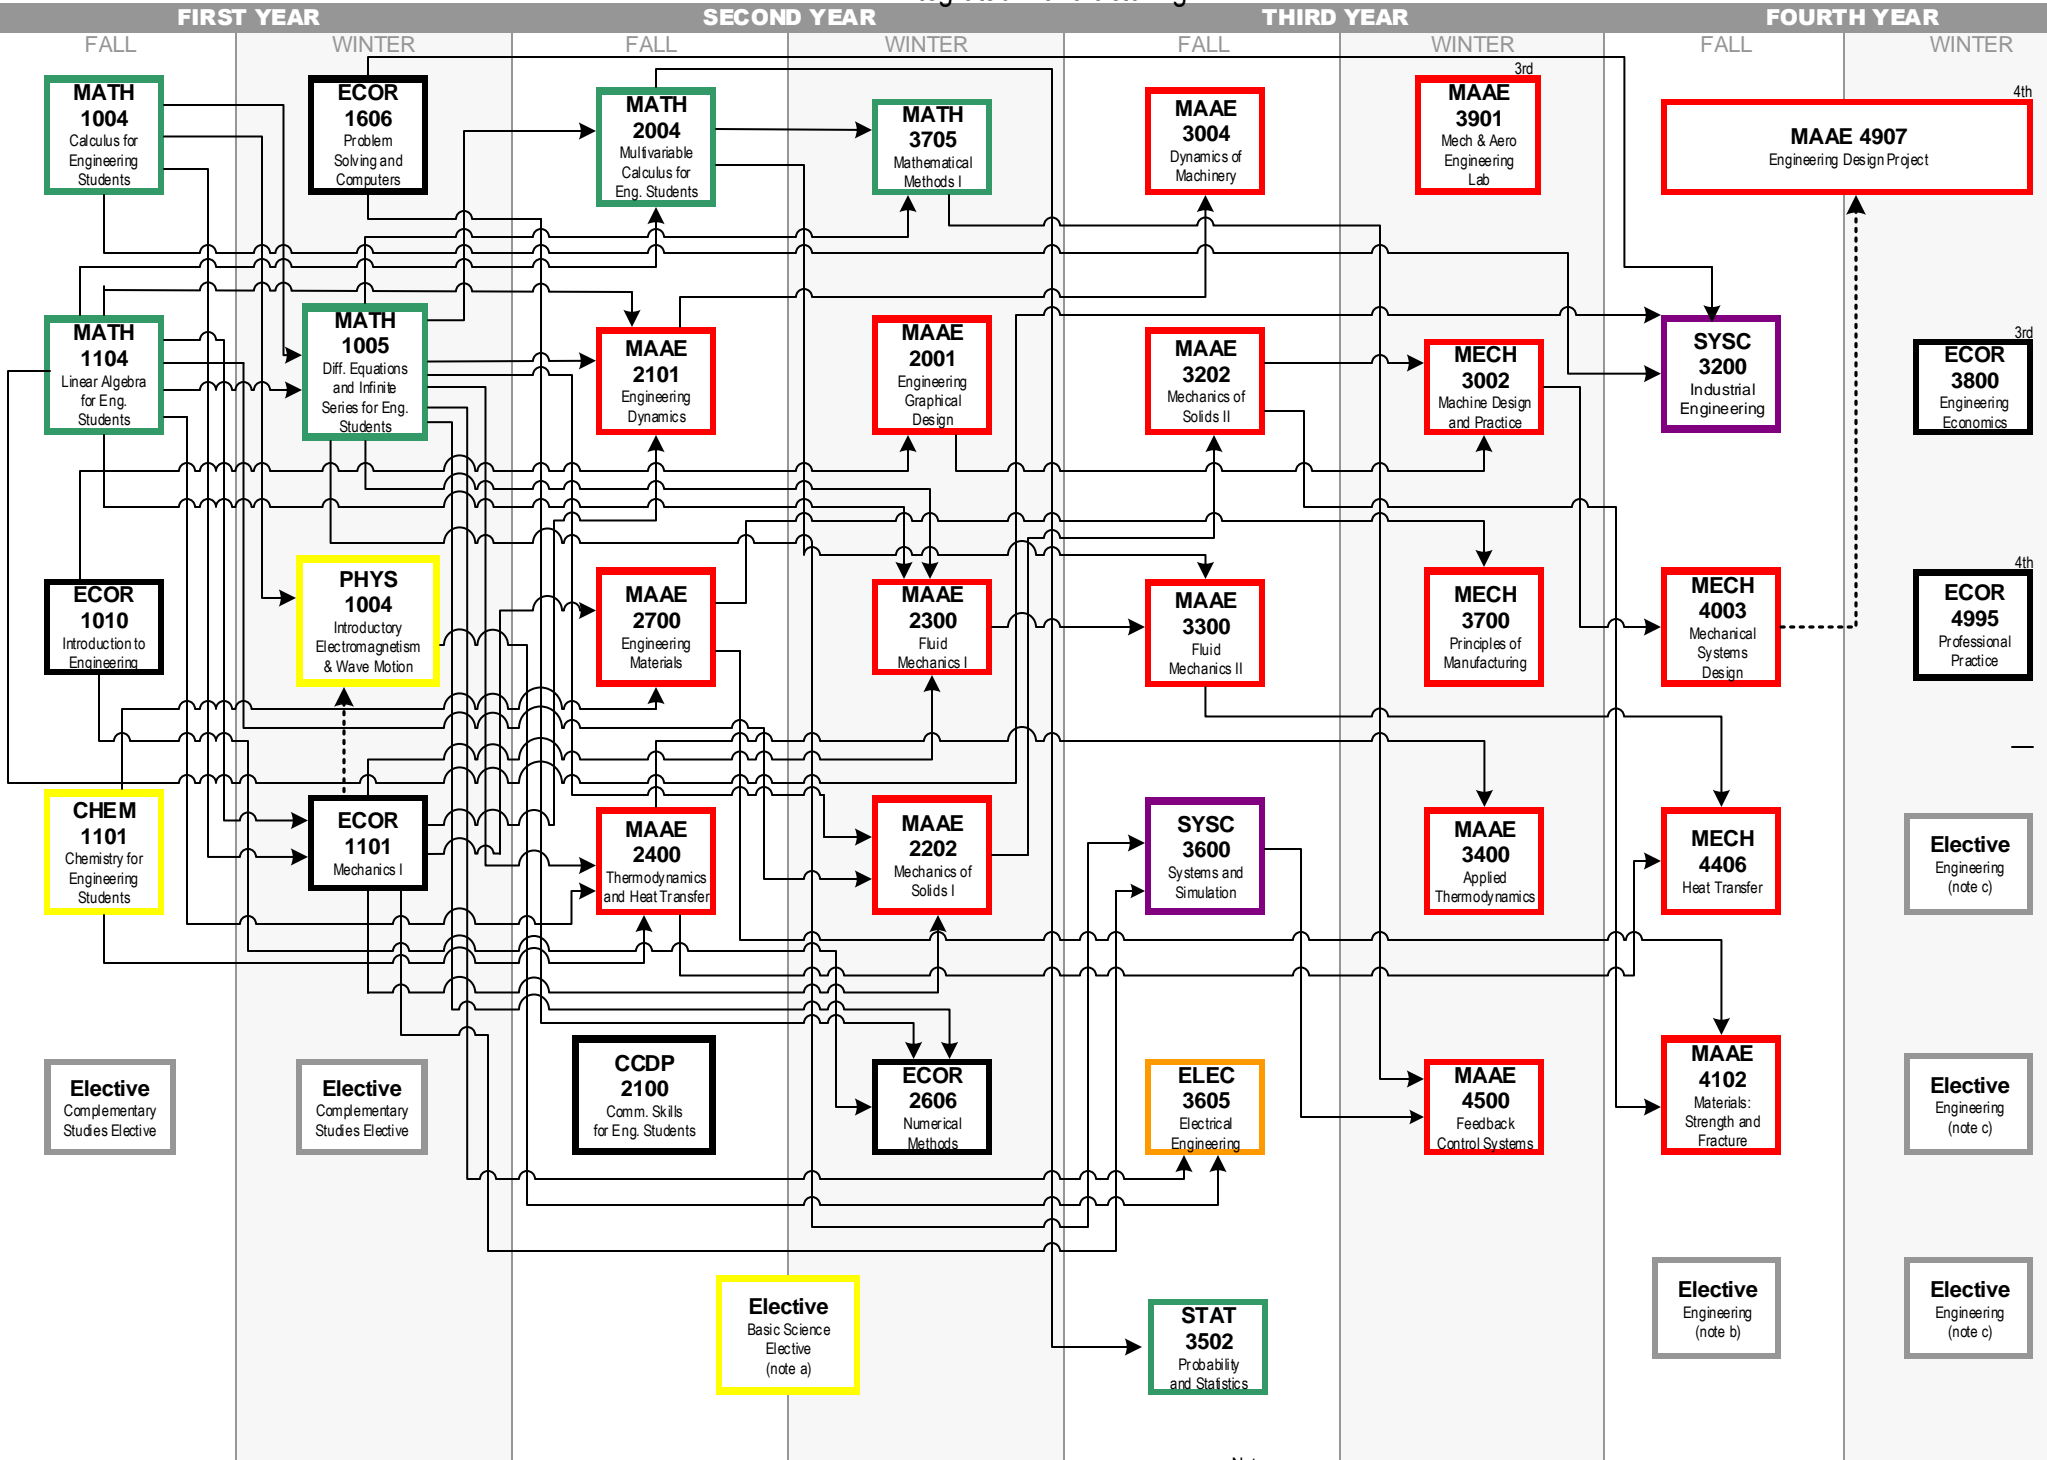 FIRST YEAR
SECOND YEAR
THIRD YEAR
FOURTH YEAR
FALL
WINTER
FALL
WINTER
FALL
WINTER
FALL
WINTER
MATH
1004
Calculus for
Engineering
Students
ECOR
1606
Problem
Solving and
Computers
MATH
2004
Multivariable
Calculus for
Eng. Students
MATH
3705
Mathematical
Methods I
MAAE
3004
Dynamics of
Machinery
3rd
MAAE
3901
Mech & Aero
Engineering
Lab
4th
MAAE 4907
Engineering Design Project
MATH
1104
Linear Algebra
for Eng.
Students
MATH
1005
Diff. Equations
and Infinite
Series for Eng.
Students
MAAE
2101
Engineering
Dynamics
MAAE
2001
Engineering
Graphical
Design
MAAE
3202
Mechanics of
Solids II
MECH
3002
Machine Design
and Practice
SYSC
3200
Industrial
Engineering
3rd
ECOR
3800
Engineering
Economics
ECOR
1010
Introduction to
Engineering
PHYS
1004
Introductory
Electromagnetism
& Wave Motion
MAAE
2700
Engineering
Materials
MAAE
2300
Fluid
Mechanics I
MAAE
3300
Fluid
Mechanics II
MECH
3700
Principles of
Manufacturing
MECH
4003
Mechanical
Systems
Design
4th
ECOR
4995
Professional
Practice
CHEM
1101
Chemistry for
Engineering
Students
ECOR
1101
Mechanics I
MAAE
2400
Thermodynamics
and Heat Transfer
MAAE
2202
Mechanics of
Solids I
SYSC
3600
Systems and
Simulation
MAAE
3400
Applied
Thermodynamics
MECH
4406
Heat Transfer
Elective
Engineering
(note c)
Elective
Complementary
Studies Elective
Elective
Complementary
Studies Elective
CCDP
2100
Comm. Skills
for Eng. Students
ECOR
2606
Numerical
Methods
ELEC
3605
Electrical
Engineering
MAAE
4500
Feedback
Control Systems
MAAE
4102
Materials:
Strength and
Fracture
Elective
Engineering
(note c)
Elective
Basic Science
Elective
(note a)
STAT
3502
Probability
and Statistics
Elective
Engineering
(note b)
Elective
Engineering
(note c)